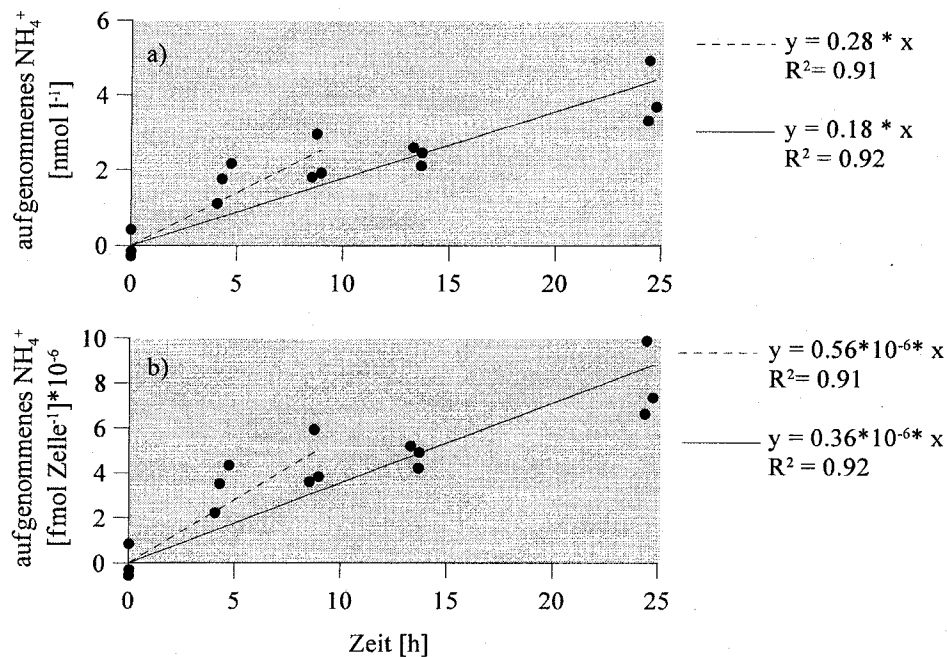 aufgenommenes NH₄⁺
[nmol l⁻¹]
6
4
2
0
a)
0 5 10 15 20 25
y = 0.28 * x
R²= 0.91
y = 0.18 * x
R² = 0.92
aufgenommenes NH₄⁺
[fmol Zelle⁻¹]*10⁻⁶
10
8
6
4
2
0
b)
0 5 10 15 20 25
Zeit [h]
y = 0.56*10⁻⁶* x
R²= 0.91
y = 0.36*10⁻⁶* x
R² = 0.92